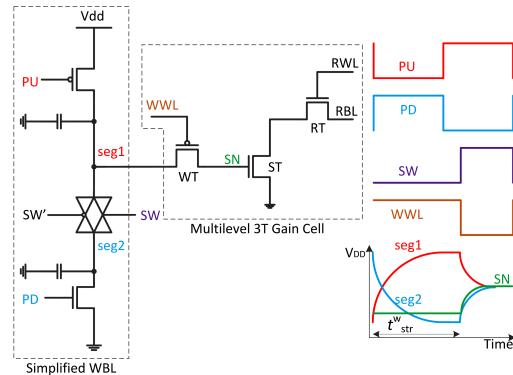 Vdd
PU
seg1
SW'
SW
seg2
PD
Simplified WBL
WWL
WT
SN
ST
RWL
RBL
RT
Multilevel 3T Gain Cell
PU
PD
SW
WWL
VDD
seg1
SN
seg2
t^w_str
Time